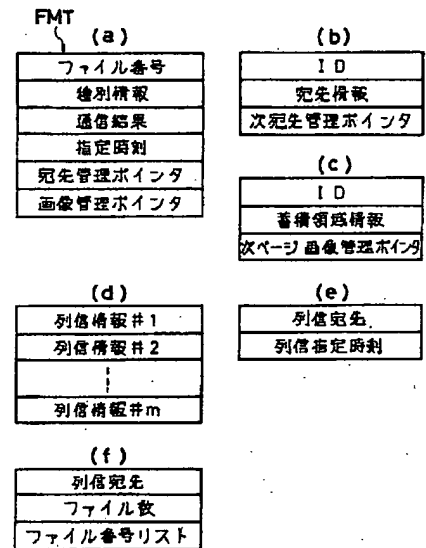 FMT
(a)
ファイル番号
種別情報
通信結果
指定時刻
宛先管理ポインタ
画像管理ポインタ
(b)
ID
宛先情報
次宛先管理ポインタ
(c)
ID
蓄積領域情報
次ページ画像管理ポインタ
(d)
列信情報#1
列信情報#2
列信情報#m
(e)
列信宛先
列信指定時刻
(f)
列信宛先
ファイル数
ファイル番号リスト